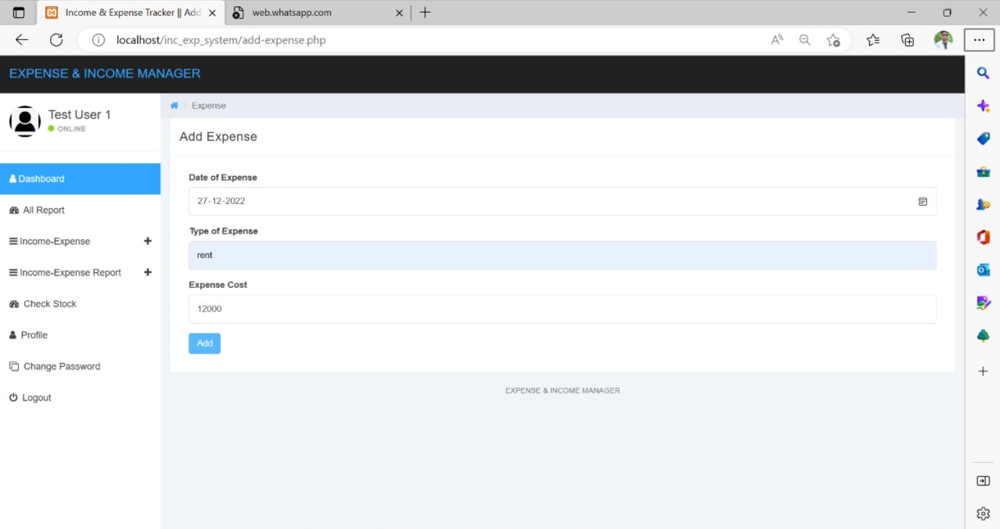 Income & Expense Tracker || Add
web.whatsapp.com
localhost/inc_exp_system/add-expense.php
EXPENSE & INCOME MANAGER
Test User 1
ONLINE
Dashboard
All Report
Income-Expense
Income-Expense Report
Check Stock
Profile
Change Password
Logout
/ Expense
Add Expense
Date of Expense
27-12-2022
Type of Expense
rent
Expense Cost
12000
Add
EXPENSE & INCOME MANAGER